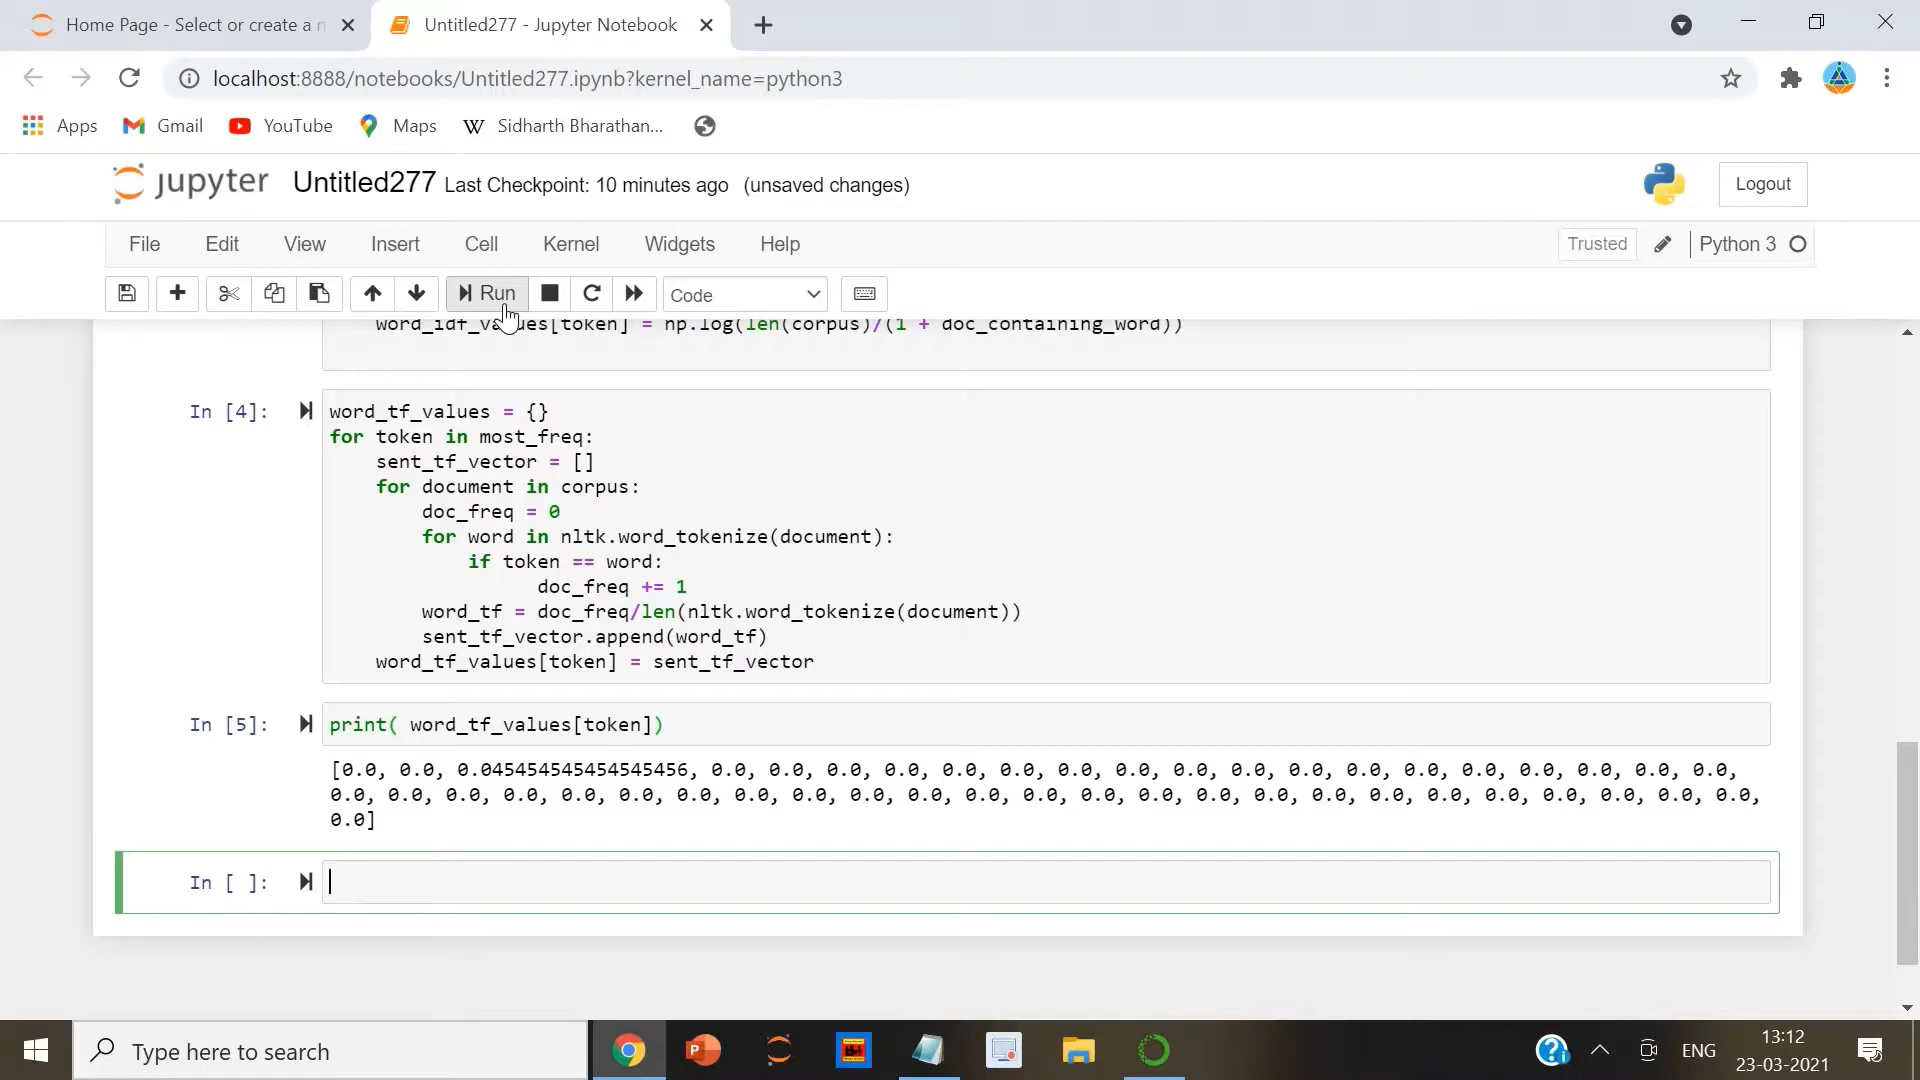 Home Page - Select or create a n
Untitled277 - Jupyter Notebook
localhost:8888/notebooks/Untitled277.ipynb?kernel_name=python3
Apps Gmail YouTube Maps W Sidharth Bharathan...
jupyter Untitled277 Last Checkpoint: 10 minutes ago (unsaved changes) Logout
File Edit View Insert Cell Kernel Widgets Help Trusted Python 3
Run Code
word_idf_values[token] = np.log(len(corpus)/(1 + doc_containing_word))
In [4]: word_tf_values = {}
for token in most_freq:
sent_tf_vector = []
for document in corpus:
doc_freq = 0
for word in nltk.word_tokenize(document):
if token == word:
doc_freq += 1
word_tf = doc_freq/len(nltk.word_tokenize(document))
sent_tf_vector.append(word_tf)
word_tf_values[token] = sent_tf_vector
In [5]: print( word_tf_values[token])
[0.0, 0.0, 0.045454545454545456, 0.0, 0.0, 0.0, 0.0, 0.0, 0.0, 0.0, 0.0, 0.0, 0.0, 0.0, 0.0, 0.0, 0.0, 0.0, 0.0, 0.0, 0.0,
0.0, 0.0, 0.0, 0.0, 0.0, 0.0, 0.0, 0.0, 0.0, 0.0, 0.0, 0.0, 0.0, 0.0, 0.0, 0.0, 0.0, 0.0, 0.0, 0.0, 0.0, 0.0, 0.0, 0.0, 0.0,
0.0]
In [ ]:
Type here to search
P
ENG
13:12
23-03-2021